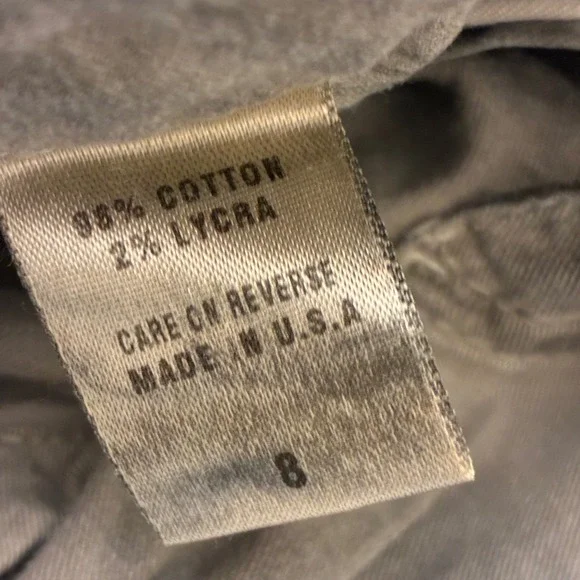 98% COTTON
2% LYCRA
CARE ON REVERSE
MADE IN U.S.A
8